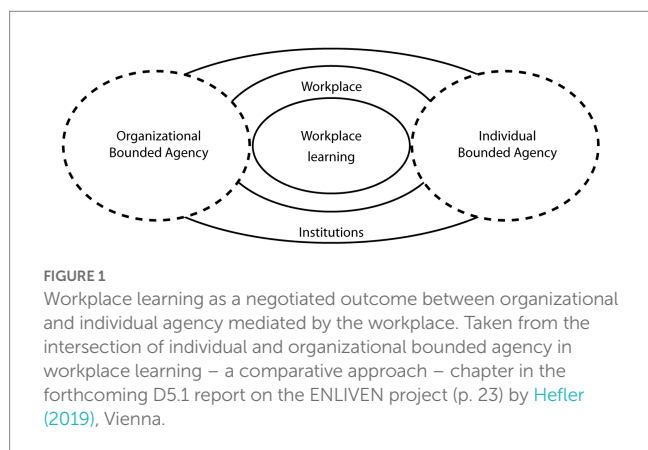 Workplace
Organizational
Bounded Agency
Workplace
learning
Individual
Bounded Agency
Institutions
FIGURE 1
Workplace learning as a negotiated outcome between organizational
and individual agency mediated by the workplace. Taken from the
intersection of individual and organizational bounded agency in
workplace learning – a comparative approach – chapter in the
forthcoming D5.1 report on the ENLIVEN project (p. 23) by Hefler
(2019), Vienna.